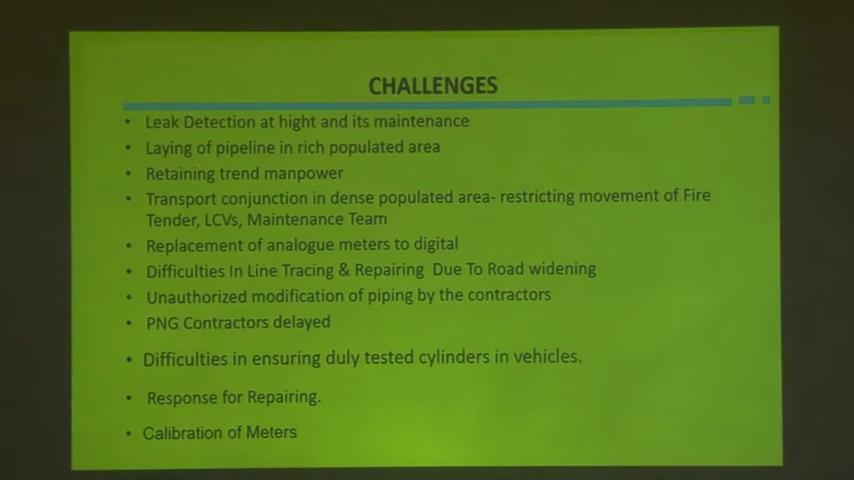 CHALLENGES
• Leak Detection at hight and its maintenance
• Laying of pipeline in rich populated area
• Retaining trend manpower
• Transport conjunction in dense populated area- restricting movement of Fire
Tender, LCVs, Maintenance Team
• Replacement of analogue meters to digital
• Difficulties In Line Tracing & Repairing Due To Road widening
• Unauthorized modification of piping by the contractors
• PNG Contractors delayed
• Difficulties in ensuring duly tested cylinders in vehicles.
• Response for Repairing.
• Calibration of Meters